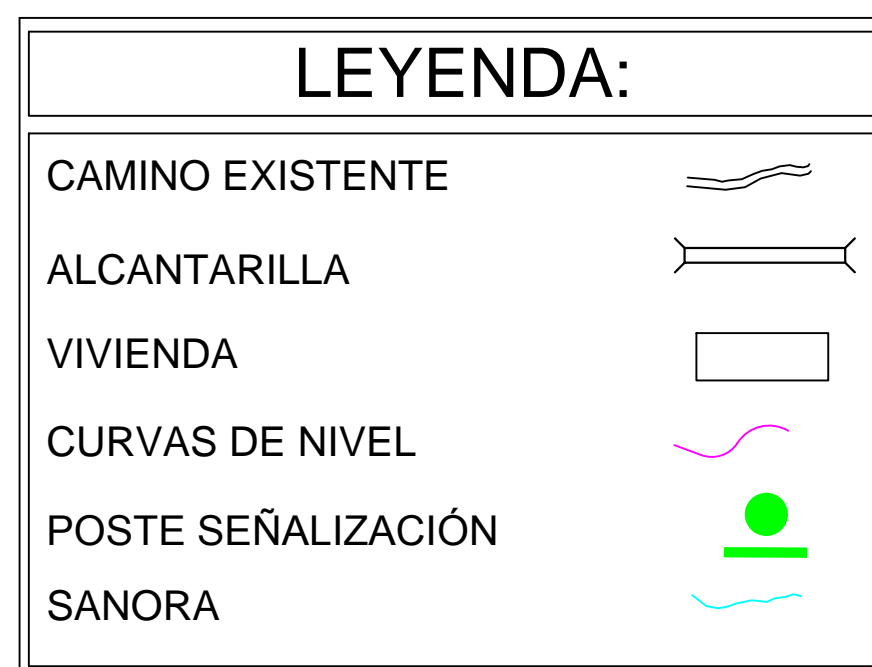 LEYENDA:
CAMINO EXISTENTE
ALCANTARILLA
VIVIENDA
CURVAS DE NIVEL
POSTE SEÑALIZACIÓN
SANORA